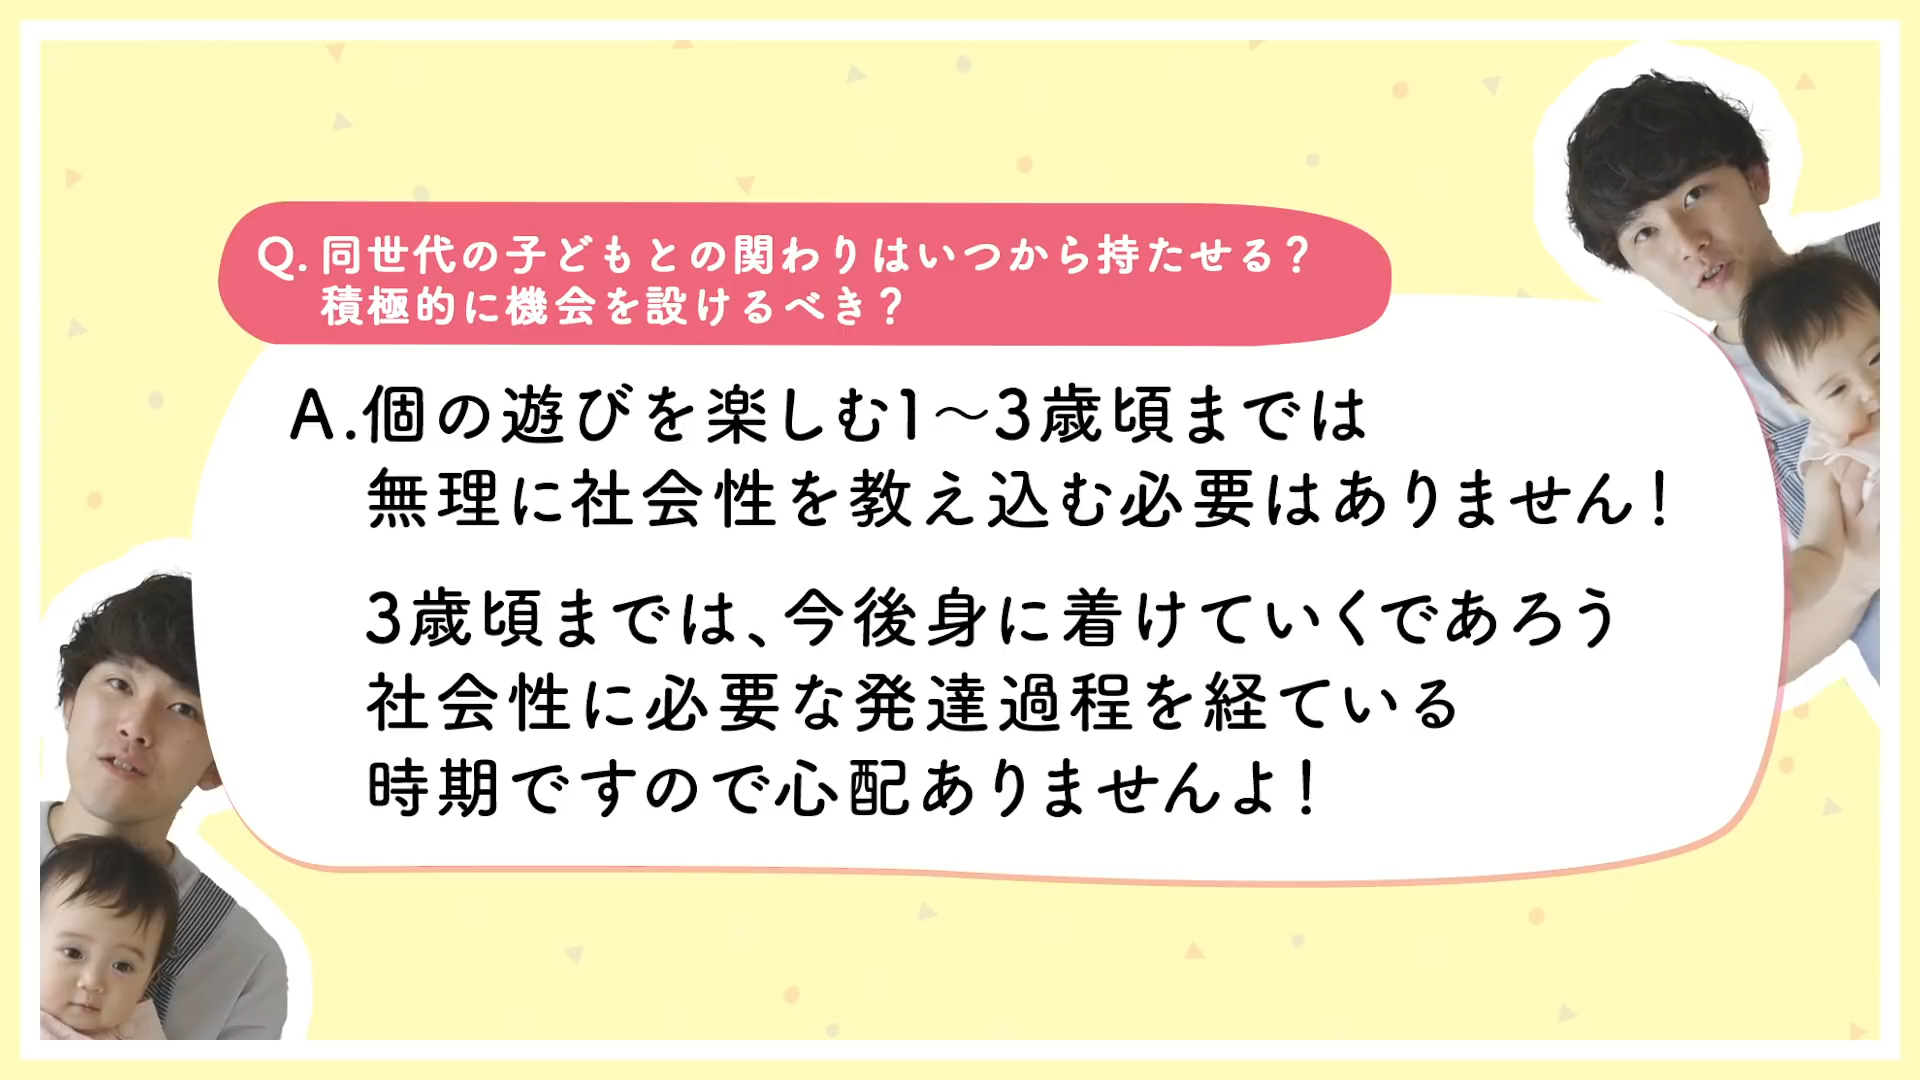 Q. 同世代の子どもとの関わりはいつから持たせる?
積極的に機会を設けるべき?
A.個の遊びを楽しむ1〜3歳頃までは
無理に社会性を教え込む必要はありません!
3歳頃までは、今後身に着けていくであろう
社会性に必要な発達過程を経ている
時期ですので心配ありませんよ!